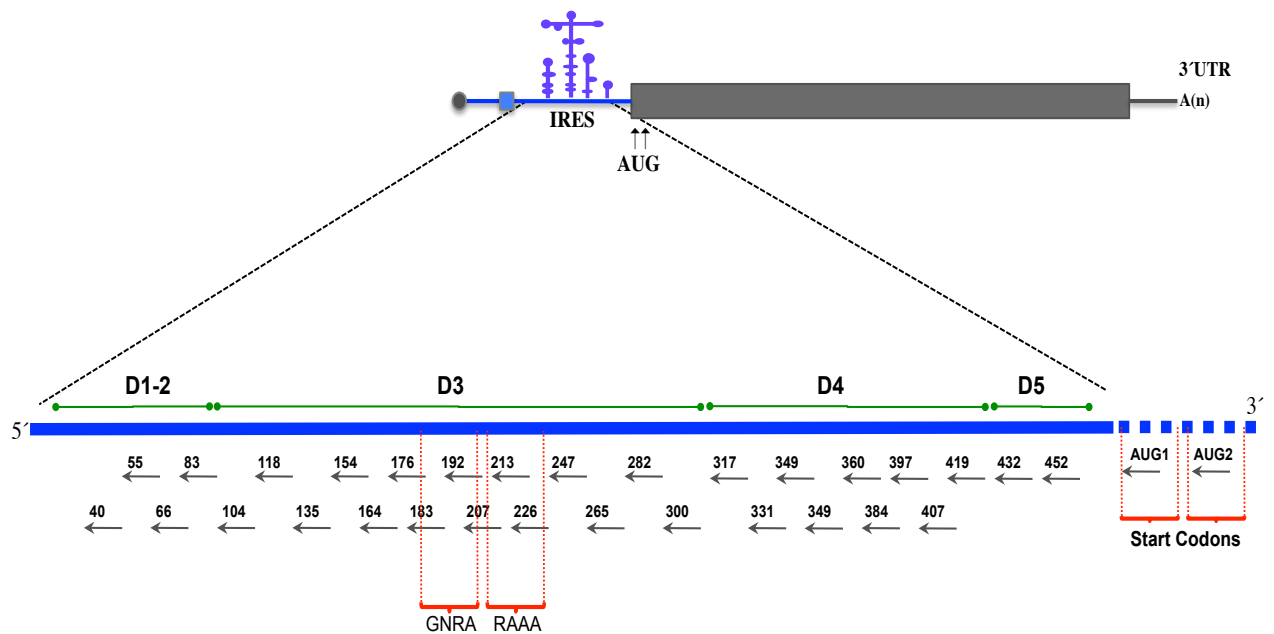 3´UTR
A(n)
IRES
AUG
D1-2 D3 D4 D5
5´ 3´
55 83 118 154 176 192 213 247 282 317 349 360 397 419 432 452 AUG1 AUG2
40 66 104 135 164 183 207 226 265 300 331 349 384 407
Start Codons
GNRA RAAA